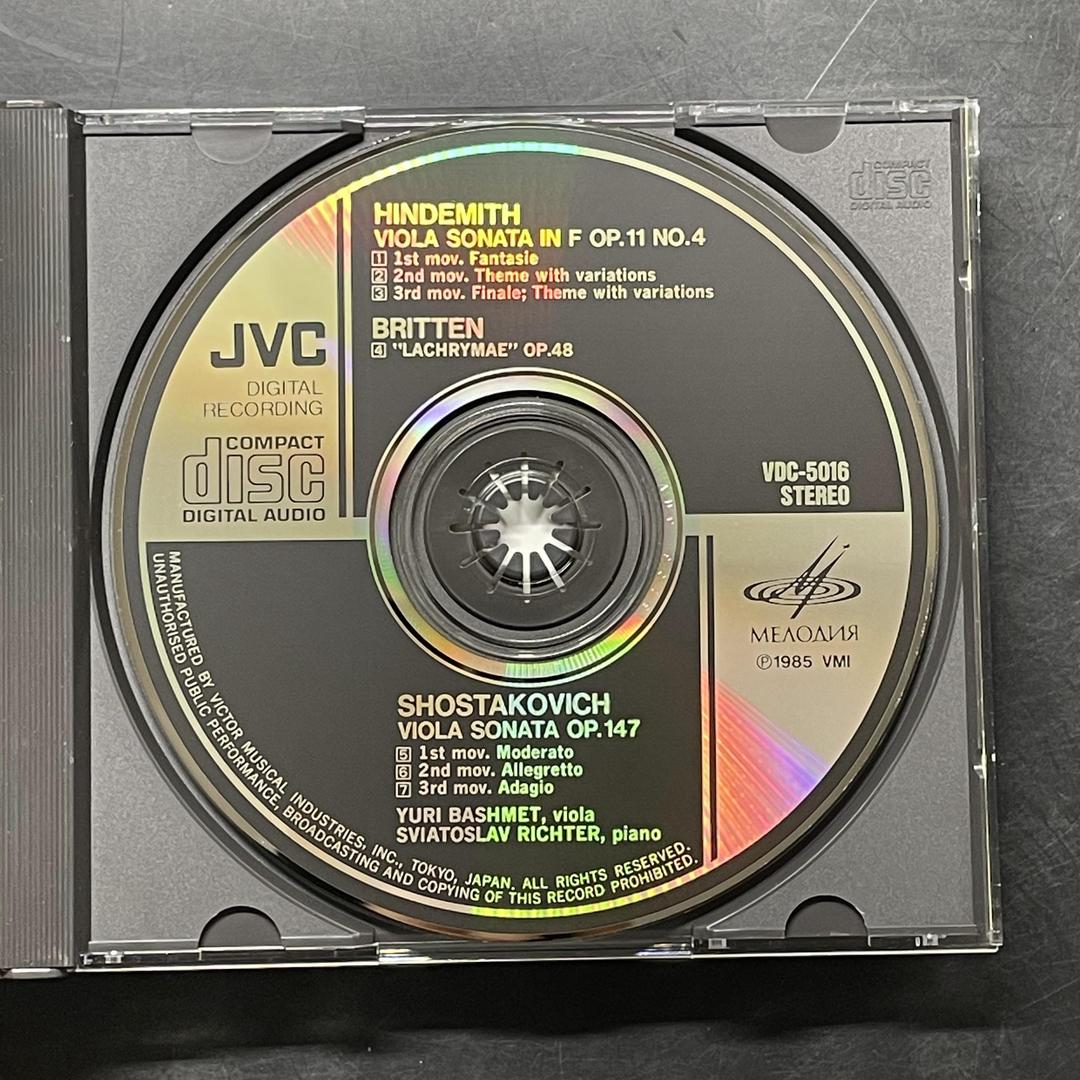 HINDEMITH
VIOLA SONATA IN F OP.11 NO.4
1 1st mov. Fantasie
2 2nd mov. Theme with variations
3 3rd mov. Finale; Theme with variations
BRITTEN
4 "LACHRYMAE" OP.48
JVC
DIGITAL
RECORDING
COMPACT
disc
DIGITAL AUDIO
VDC-5016
STEREO
МЕЛОДИЯ
Ⓟ1985 VMI
SHOSTAKOVICH
VIOLA SONATA OP.147
5 1st mov. Moderato
6 2nd mov. Allegretto
7 3rd mov. Adagio
YURI BASHMET, viola
SVIATOSLAV RICHTER, piano
MANUFACTURED BY VICTOR MUSICAL INDUSTRIES, INC., TOKYO, JAPAN. ALL RIGHTS RESERVED.
UNAUTHORISED PUBLIC PERFORMANCE, BROADCASTING AND COPYING OF THIS RECORD PROHIBITED.
COMPACT
disc
DIGITAL AUDIO